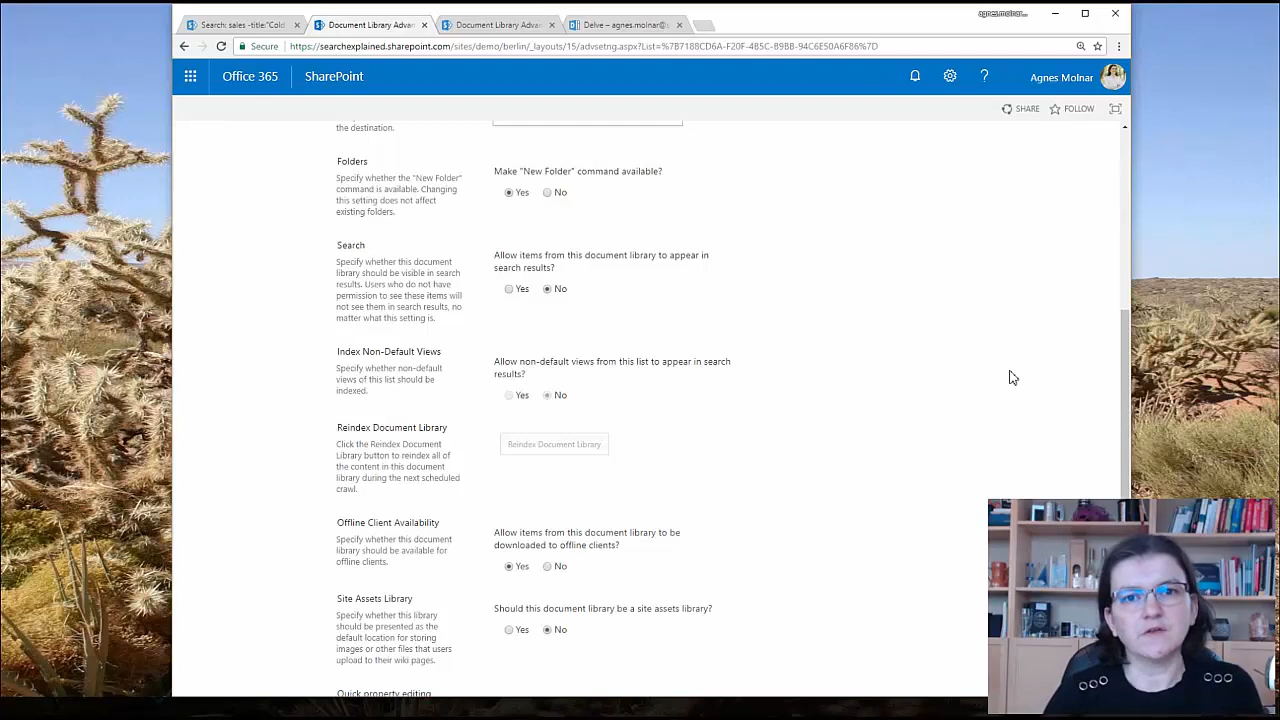 Search: sales -title:"Cold
Document Library Advan
Document Library Adva
Delve – agnes.molnar@s
agnes.molnar...
Secure
https://searchexplained.sharepoint.com/sites/demo/berlin/_layouts/15/advsetng.aspx?List=%7B7188CD6A-F20F-4B5C-B9BB-94C6E50A6F86%7D
Office 365
SharePoint
?
Agnes Molnar
SHARE
FOLLOW
the destination.
Folders
Specify whether the "New Folder"
command is available. Changing
this setting does not affect
existing folders.
Make "New Folder" command available?
Yes No
Search
Specify whether this document
library should be visible in search
results. Users who do not have
permission to see these items will
not see them in search results, no
matter what this setting is.
Allow items from this document library to appear in
search results?
Yes No
Index Non-Default Views
Specify whether non-default
views of this list should be
indexed.
Allow non-default views from this list to appear in search
results?
Yes No
Reindex Document Library
Click the Reindex Document
Library button to reindex all of
the content in this document
library during the next scheduled
crawl.
Reindex Document Library
Offline Client Availability
Specify whether this document
library should be available for
offline clients.
Allow items from this document library to be
downloaded to offline clients?
Yes No
Site Assets Library
Specify whether this library
should be presented as the
default location for storing
images or other files that users
upload to their wiki pages.
Should this document library be a site assets library?
Yes No
Quick property editing